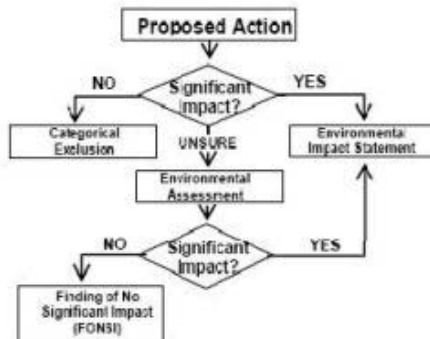 Proposed Action
NO
Significant
Impact?
YES
Categorical
Exclusion
UNSURE
Environmental
Impact Statement
Environmental
Assessment
NO
Significant
Impact?
YES
Finding of No
Significant Impact
(FONSI)